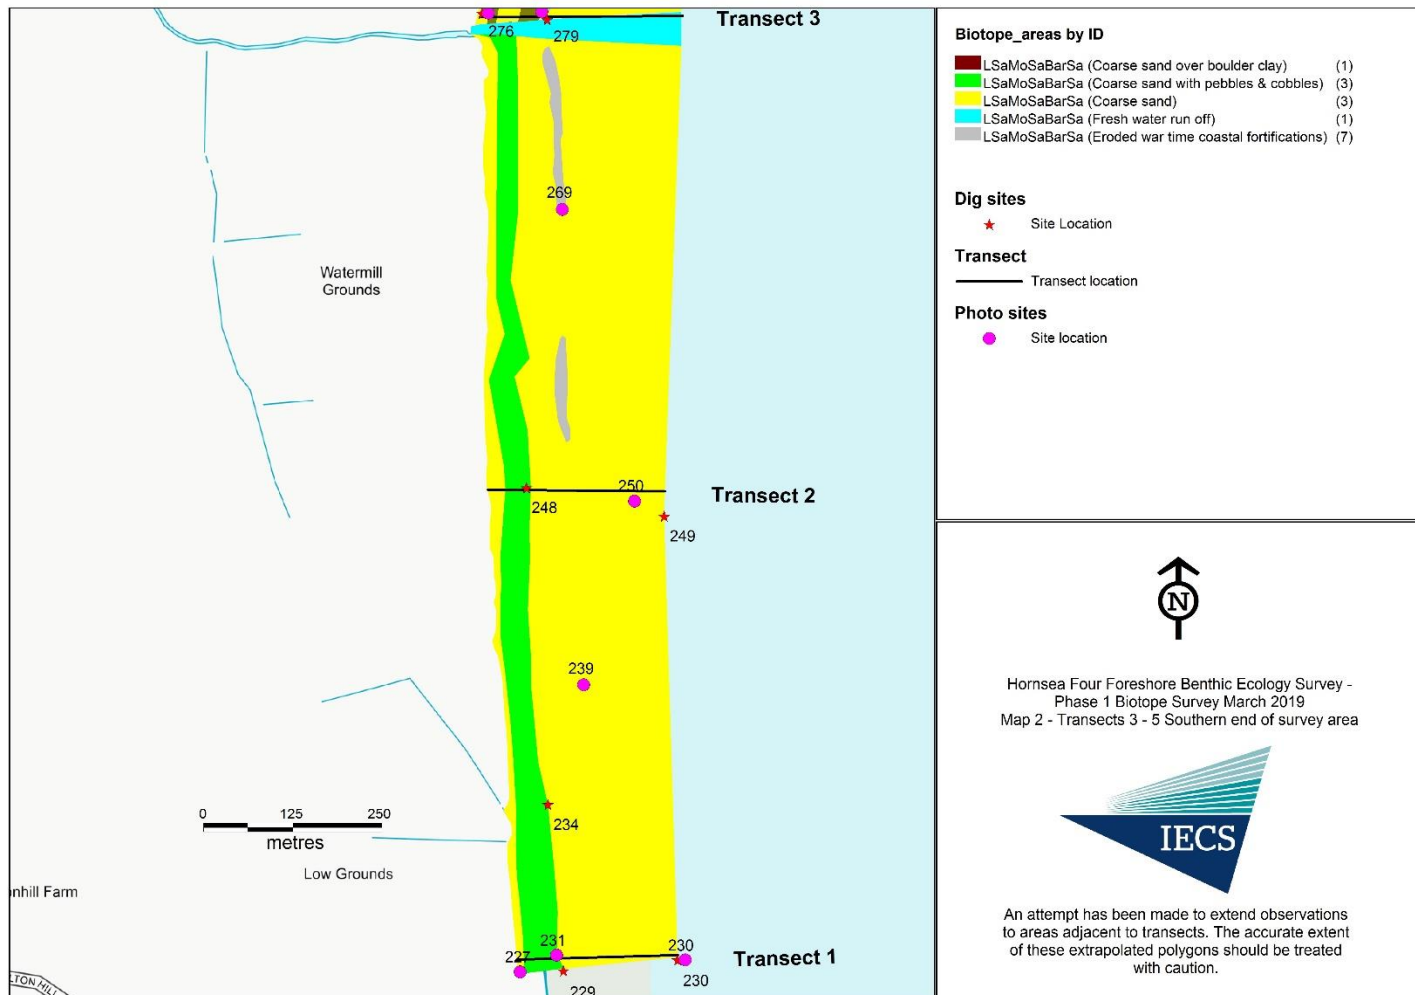 Transect 3
276
279
269
Watermill
Grounds
250
Transect 2
248
249
239
0 125 250
metres
234
Low Grounds
nhill Farm
231
230
227
Transect 1
230
229
LTON HILL
Biotope_areas by ID
LSaMoSaBarSa (Coarse sand over boulder clay) (1)
LSaMoSaBarSa (Coarse sand with pebbles & cobbles) (3)
LSaMoSaBarSa (Coarse sand) (3)
LSaMoSaBarSa (Fresh water run off) (1)
LSaMoSaBarSa (Eroded war time coastal fortifications) (7)
Dig sites
Site Location
Transect
Transect location
Photo sites
Site location
N
Hornsea Four Foreshore Benthic Ecology Survey -
Phase 1 Biotope Survey March 2019
Map 2 - Transects 3 - 5 Southern end of survey area
IECS
An attempt has been made to extend observations
to areas adjacent to transects. The accurate extent
of these extrapolated polygons should be treated
with caution.